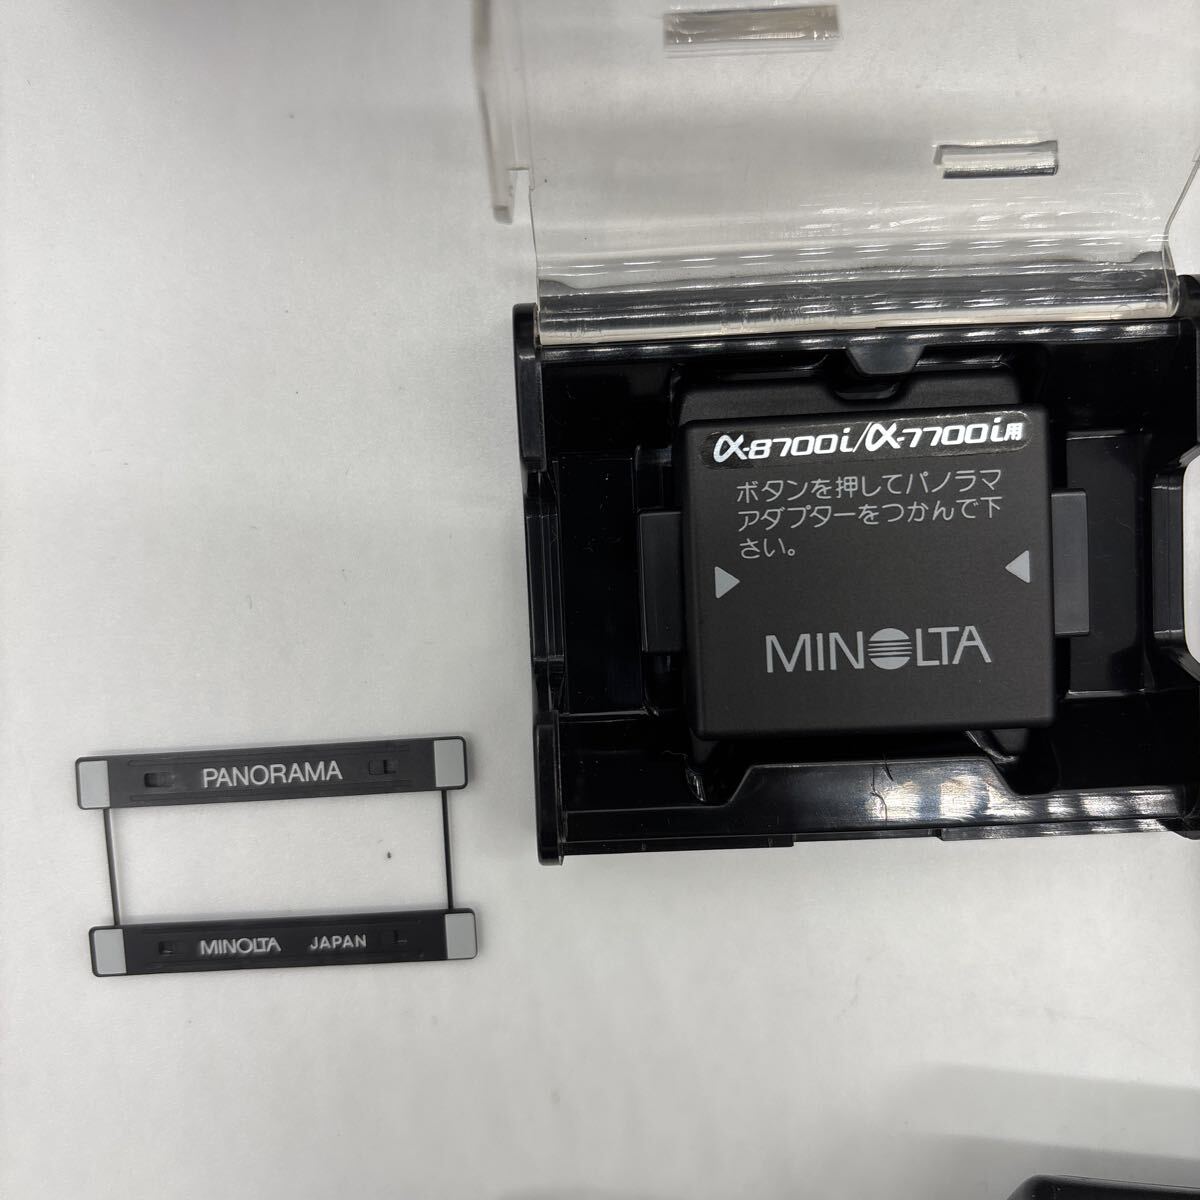 α-8700i/α-7700i用
ボタンを押してパノラマ
アダプターをつかんで下
さい。
MINOLTA
PANORAMA
MINOLTA JAPAN